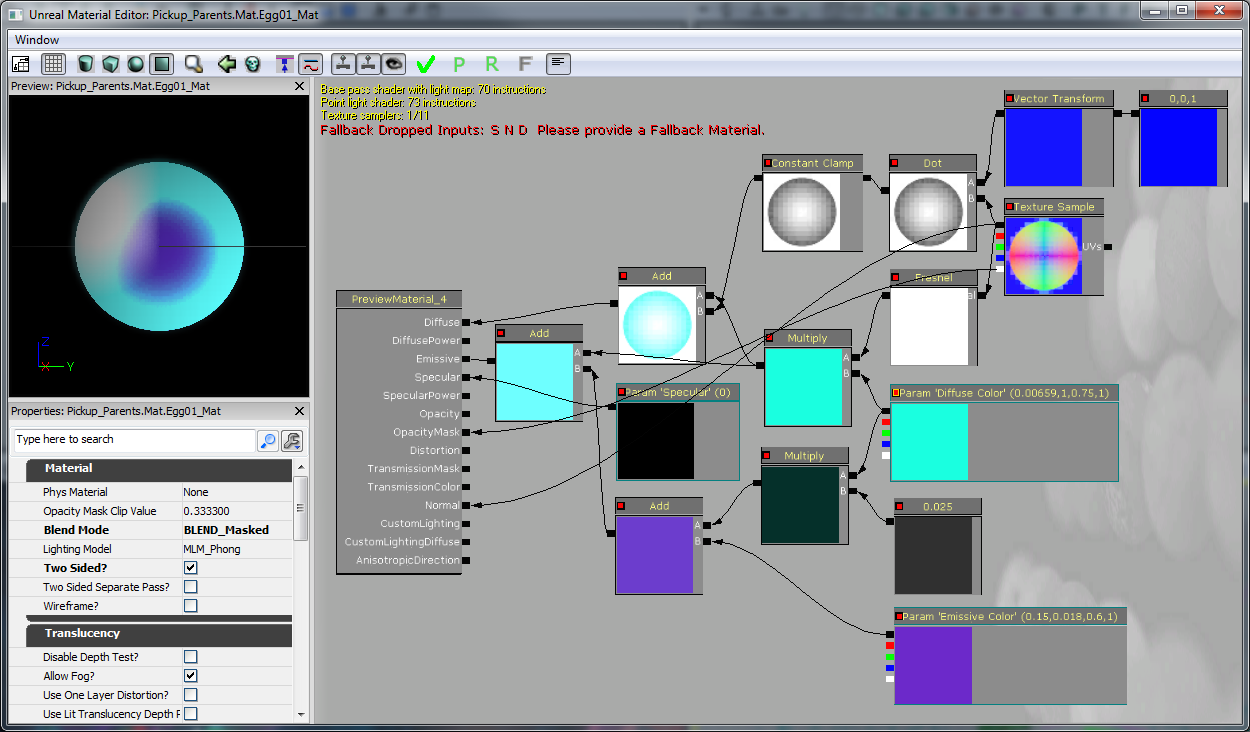 Unreal Material Editor: Pickup_Parents.Mat.Egg01_Mat
Window
P R F
Preview: Pickup_Parents.Mat.Egg01_Mat
Z
X
Y
Properties: Pickup_Parents.Mat.Egg01_Mat
Type here to search
Material
Phys Material None
Opacity Mask Clip Value 0.333300
Blend Mode BLEND_Masked
Lighting Model MLM_Phong
Two Sided?
Two Sided Separate Pass?
Wireframe?
Translucency
Disable Depth Test?
Allow Fog?
Use One Layer Distortion?
Use Lit Translucency Depth P
Base pass shader with light map: 70 instructions
Point light shader: 73 instructions
Texture samplers: 1/11
Fallback Dropped Inputs: S N D Please provide a Fallback Material.
PreviewMaterial_4
Diffuse
DiffusePower
Emissive
Specular
SpecularPower
Opacity
OpacityMask
Distortion
TransmissionMask
TransmissionColor
Normal
CustomLighting
CustomLightingDiffuse
AnisotropicDirection
Add
A
B
Add
A
B
Param 'Specular' (0)
Add
A
B
Constant Clamp
Dot
A
B
Vector Transform
0,0,1
Texture Sample
UVs
Fresnel
Multiply
A
B
Param 'Diffuse Color' (0.00659,1,0.75,1)
Multiply
A
B
0.025
Param 'Emissive Color' (0.15,0.018,0.6,1)